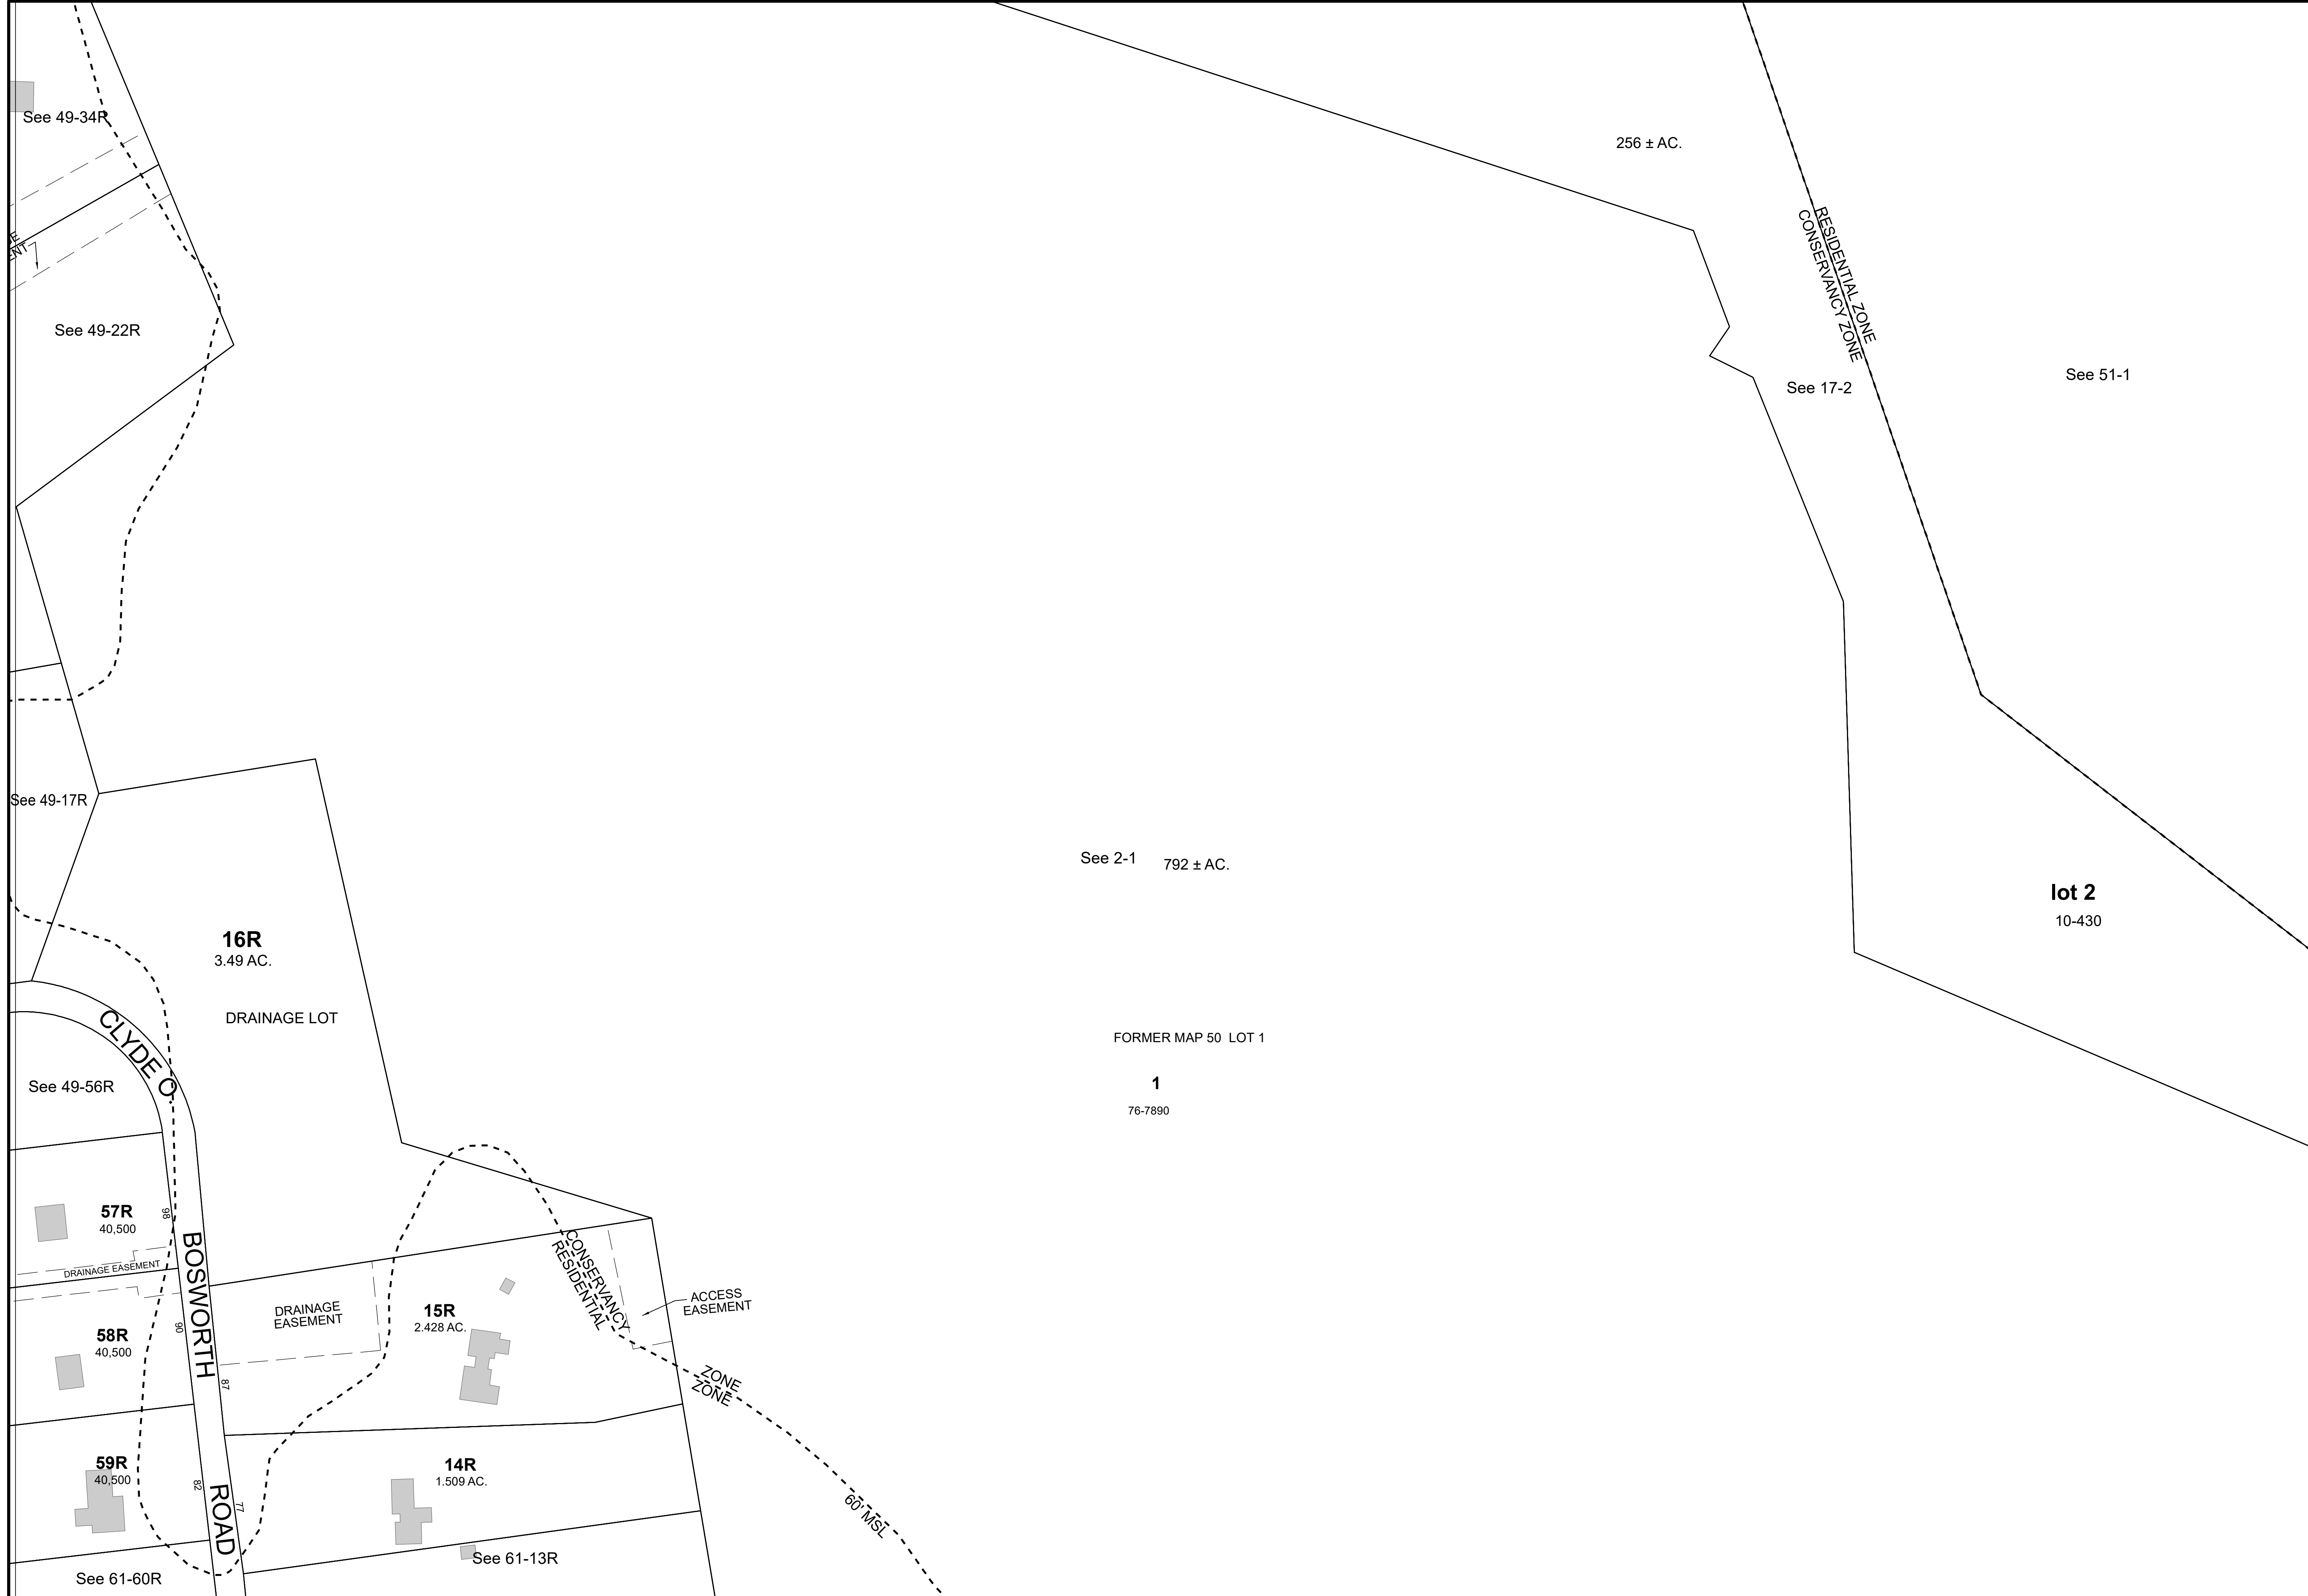 See 49-34R
256 ± AC.
RESIDENTIAL ZONE
CONSERVANCY ZONE
See 49-22R
See 51-1
See 17-2
See 49-17R
See 2-1
792 ± AC.
lot 2
10-430
16R
3.49 AC.
DRAINAGE LOT
FORMER MAP 50 LOT 1
1
76-7890
CLYDE O.
BOSWORTH
ROAD
See 49-56R
57R
40,500
98
DRAINAGE EASEMENT
58R
40,500
90
DRAINAGE
EASEMENT
87
15R
2.428 AC.
CONSERVANCY
RESIDENTIAL
ACCESS
EASEMENT
ZONE
ZONE
59R
40,500
82
77
14R
1.509 AC.
60' MSL
See 61-13R
See 61-60R